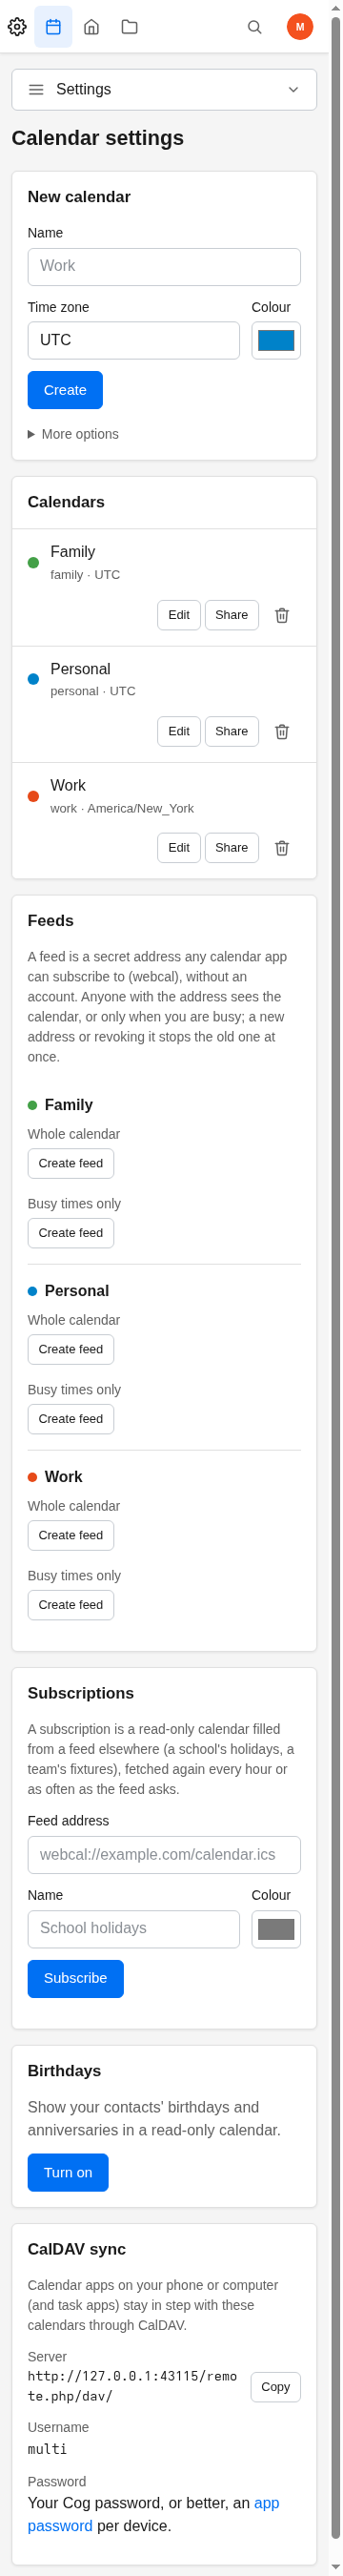 M
Settings
Calendar settings
New calendar
Name
Work
Time zone
Colour
UTC
Create
More options
Calendars
Family
family · UTC
Edit
Share
Personal
personal · UTC
Edit
Share
Work
work · America/New_York
Edit
Share
Feeds
A feed is a secret address any calendar app
can subscribe to (webcal), without an
account. Anyone with the address sees the
calendar, or only when you are busy; a new
address or revoking it stops the old one at
once.
Family
Whole calendar
Create feed
Busy times only
Create feed
Personal
Whole calendar
Create feed
Busy times only
Create feed
Work
Whole calendar
Create feed
Busy times only
Create feed
Subscriptions
A subscription is a read-only calendar filled
from a feed elsewhere (a school's holidays, a
team's fixtures), fetched again every hour or
as often as the feed asks.
Feed address
webcal://example.com/calendar.ics
Name
Colour
School holidays
Subscribe
Birthdays
Show your contacts' birthdays and
anniversaries in a read-only calendar.
Turn on
CalDAV sync
Calendar apps on your phone or computer
(and task apps) stay in step with these
calendars through CalDAV.
Server
http://127.0.0.1:43115/remo
te.php/dav/
Copy
Username
multi
Password
Your Cog password, or better, an app
password per device.